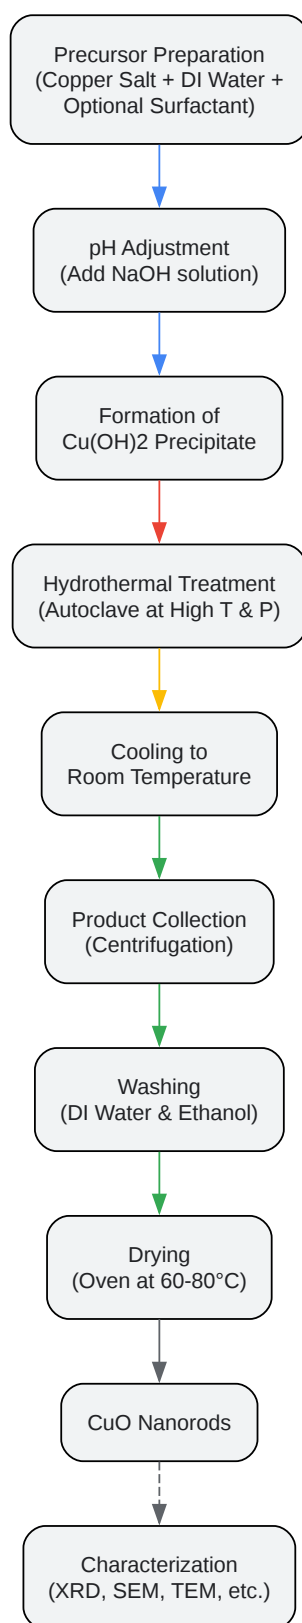 Precursor Preparation
(Copper Salt + DI Water +
Optional Surfactant)
pH Adjustment
(Add NaOH solution)
Formation of
Cu(OH)2 Precipitate
Hydrothermal Treatment
(Autoclave at High T & P)
Cooling to
Room Temperature
Product Collection
(Centrifugation)
Washing
(DI Water & Ethanol)
Drying
(Oven at 60-80°C)
CuO Nanorods
Characterization
(XRD, SEM, TEM, etc.)